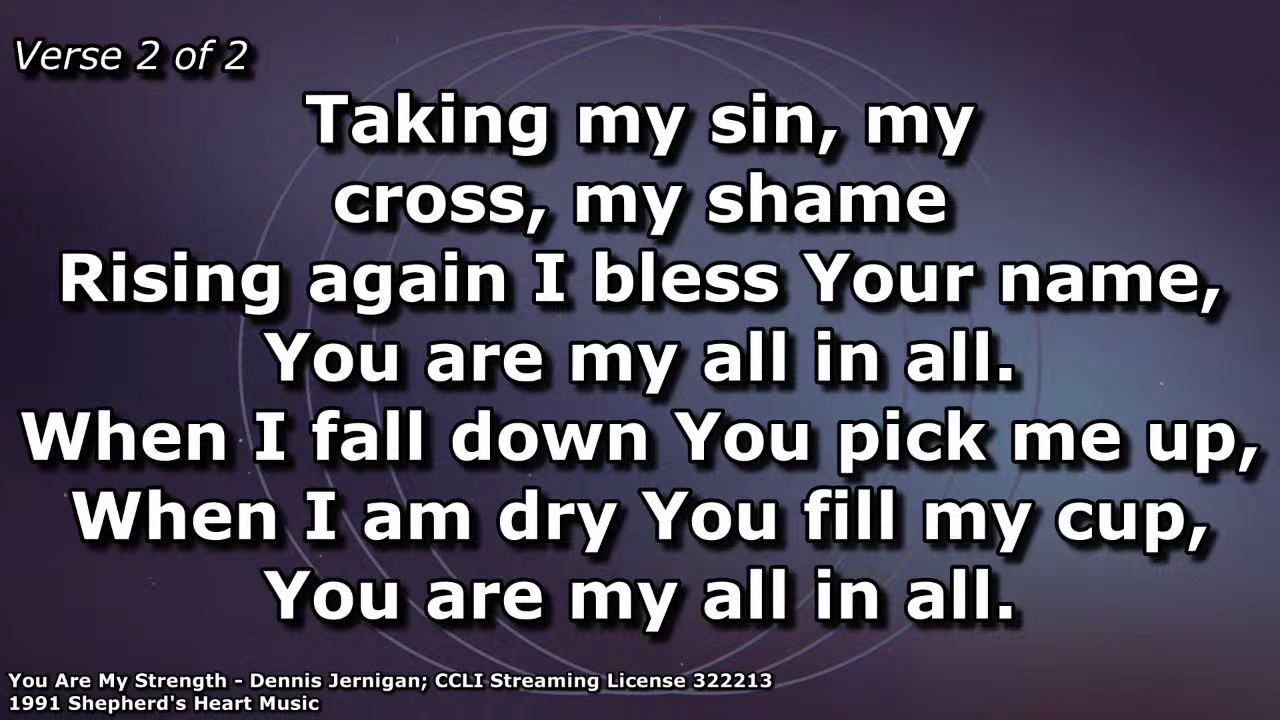 Verse 2 of 2
Taking my sin, my
cross, my shame
Rising again I bless Your name,
You are my all in all.
When I fall down You pick me up,
When I am dry You fill my cup,
You are my all in all.
You Are My Strength - Dennis Jernigan; CCLI Streaming License 322213
1991 Shepherd's Heart Music